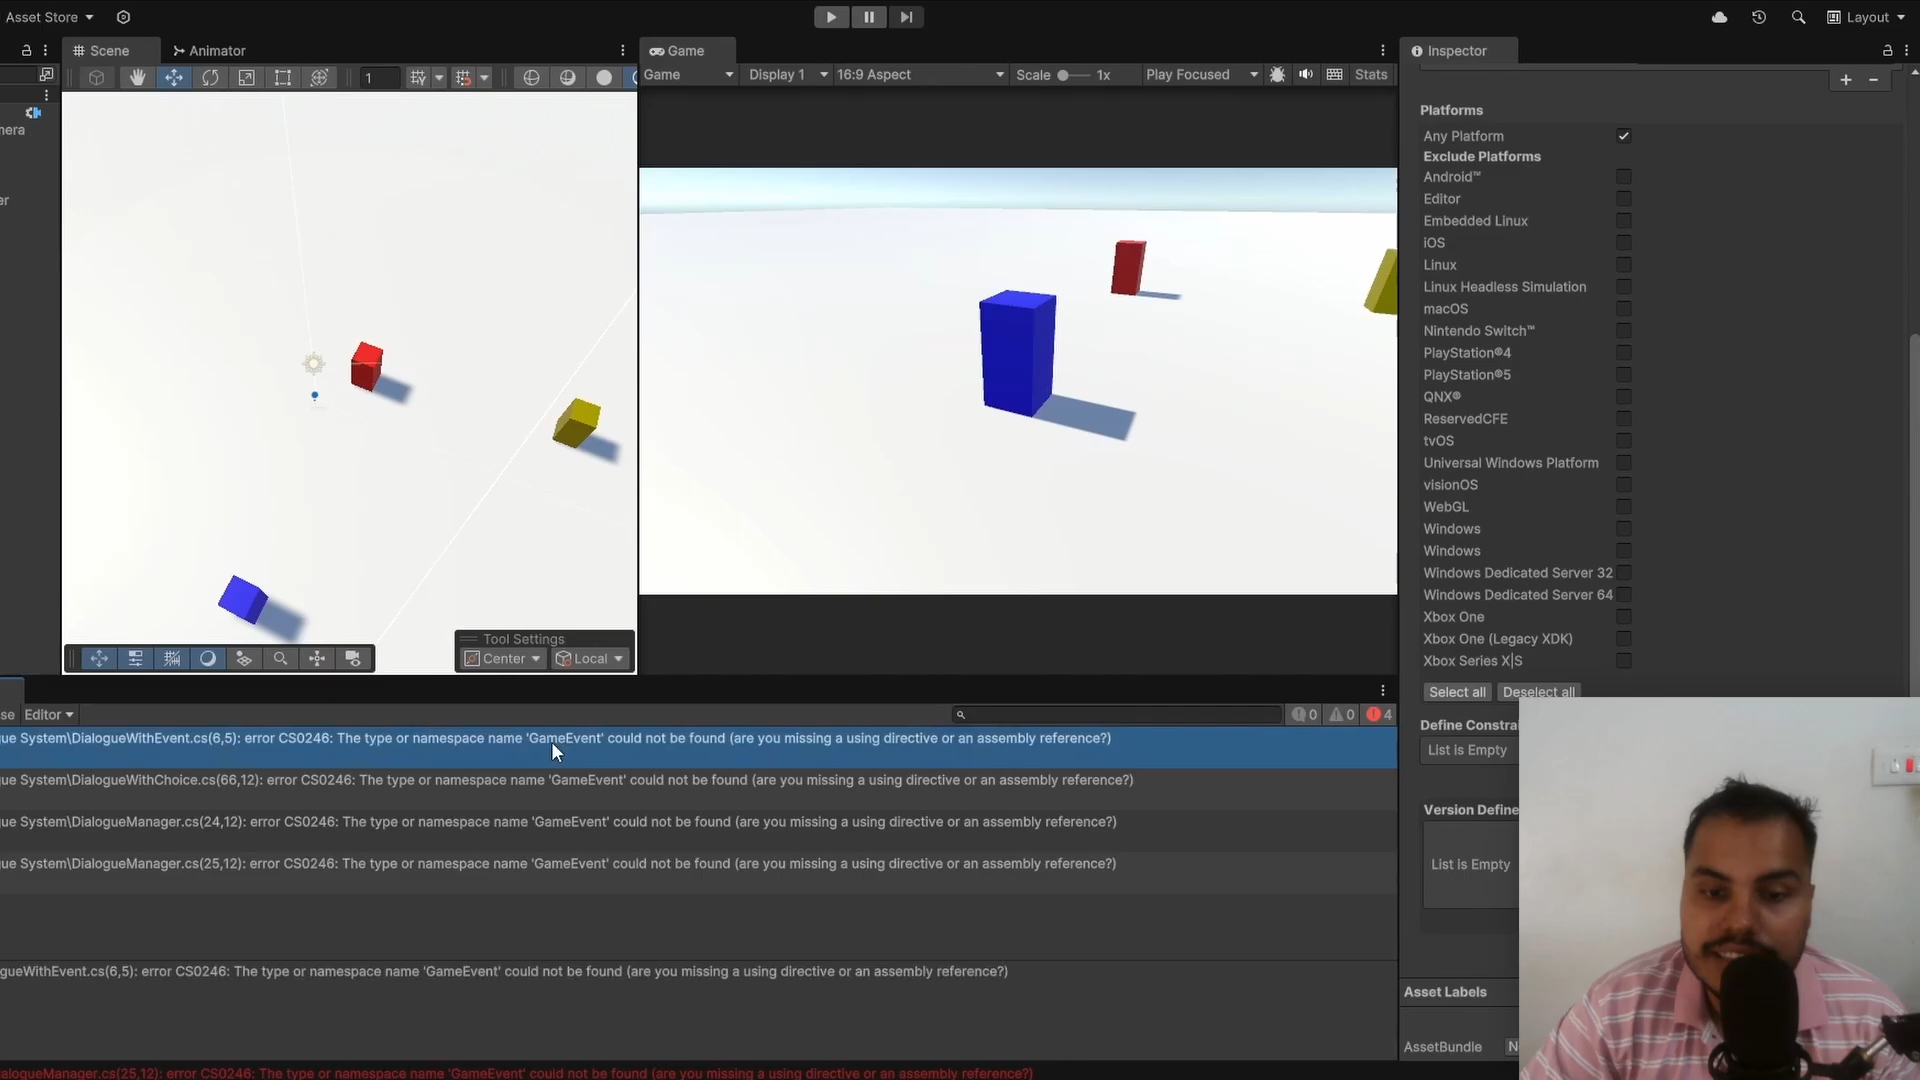 Asset Store
Layout
Scene
Animator
Game
Inspector
1
Game
Display 1
16:9 Aspect
Scale
1x
Play Focused
Stats
Platforms
Any Platform
Exclude Platforms
Android™
Editor
Embedded Linux
iOS
Linux
Linux Headless Simulation
macOS
Nintendo Switch™
PlayStation®4
PlayStation®5
QNX®
ReservedCFE
tvOS
Universal Windows Platform
visionOS
WebGL
Windows
Windows
Windows Dedicated Server 32
Windows Dedicated Server 64
Xbox One
Xbox One (Legacy XDK)
Xbox Series X|S
Select all
Deselect all
Tool Settings
Center
Local
Editor
0
0
4
System\DialogueWithEvent.cs(6,5): error CS0246: The type or namespace name 'GameEvent' could not be found (are you missing a using directive or an assembly reference?)
System\DialogueWithChoice.cs(66,12): error CS0246: The type or namespace name 'GameEvent' could not be found (are you missing a using directive or an assembly reference?)
System\DialogueManager.cs(24,12): error CS0246: The type or namespace name 'GameEvent' could not be found (are you missing a using directive or an assembly reference?)
System\DialogueManager.cs(25,12): error CS0246: The type or namespace name 'GameEvent' could not be found (are you missing a using directive or an assembly reference?)
gueWithEvent.cs(6,5): error CS0246: The type or namespace name 'GameEvent' could not be found (are you missing a using directive or an assembly reference?)
ialogueManager.cs(25,12): error CS0246: The type or namespace name 'GameEvent' could not be found (are you missing a using directive or an assembly reference?)
Define Constrai
List is Empty
Version Define
List is Empty
Asset Labels
AssetBundle